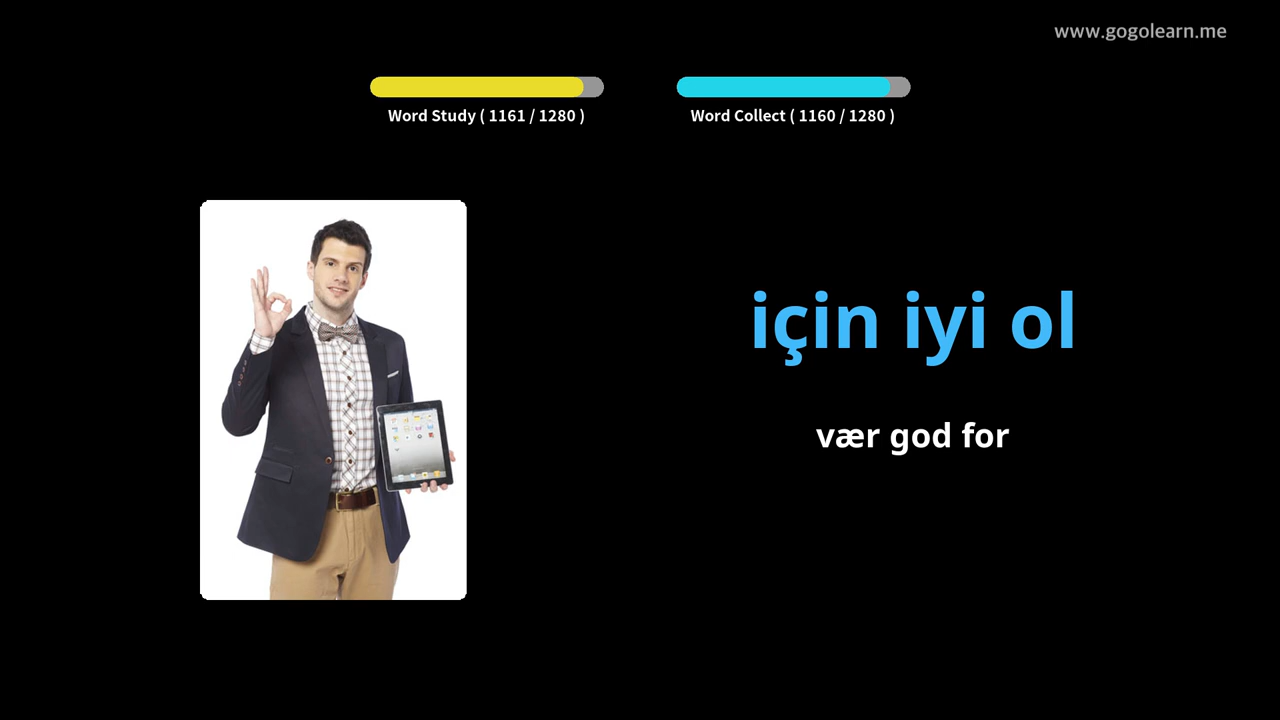 www.gogolearn.me
Word Study ( 1161 / 1280 )
Word Collect ( 1160 / 1280 )
için iyi ol
vær god for